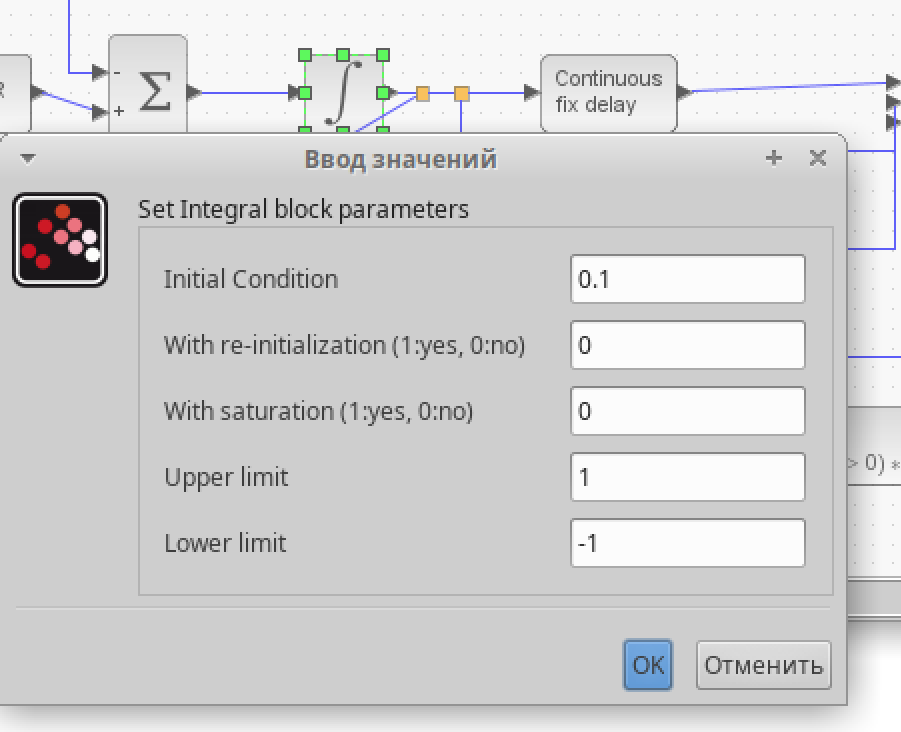 -
Σ
+
∫
Continuous
fix delay
Ввод значений
Set Integral block parameters
Initial Condition 0.1
With re-initialization (1:yes, 0:no) 0
With saturation (1:yes, 0:no) 0
Upper limit 1
Lower limit -1
> 0) *
OK Отменить